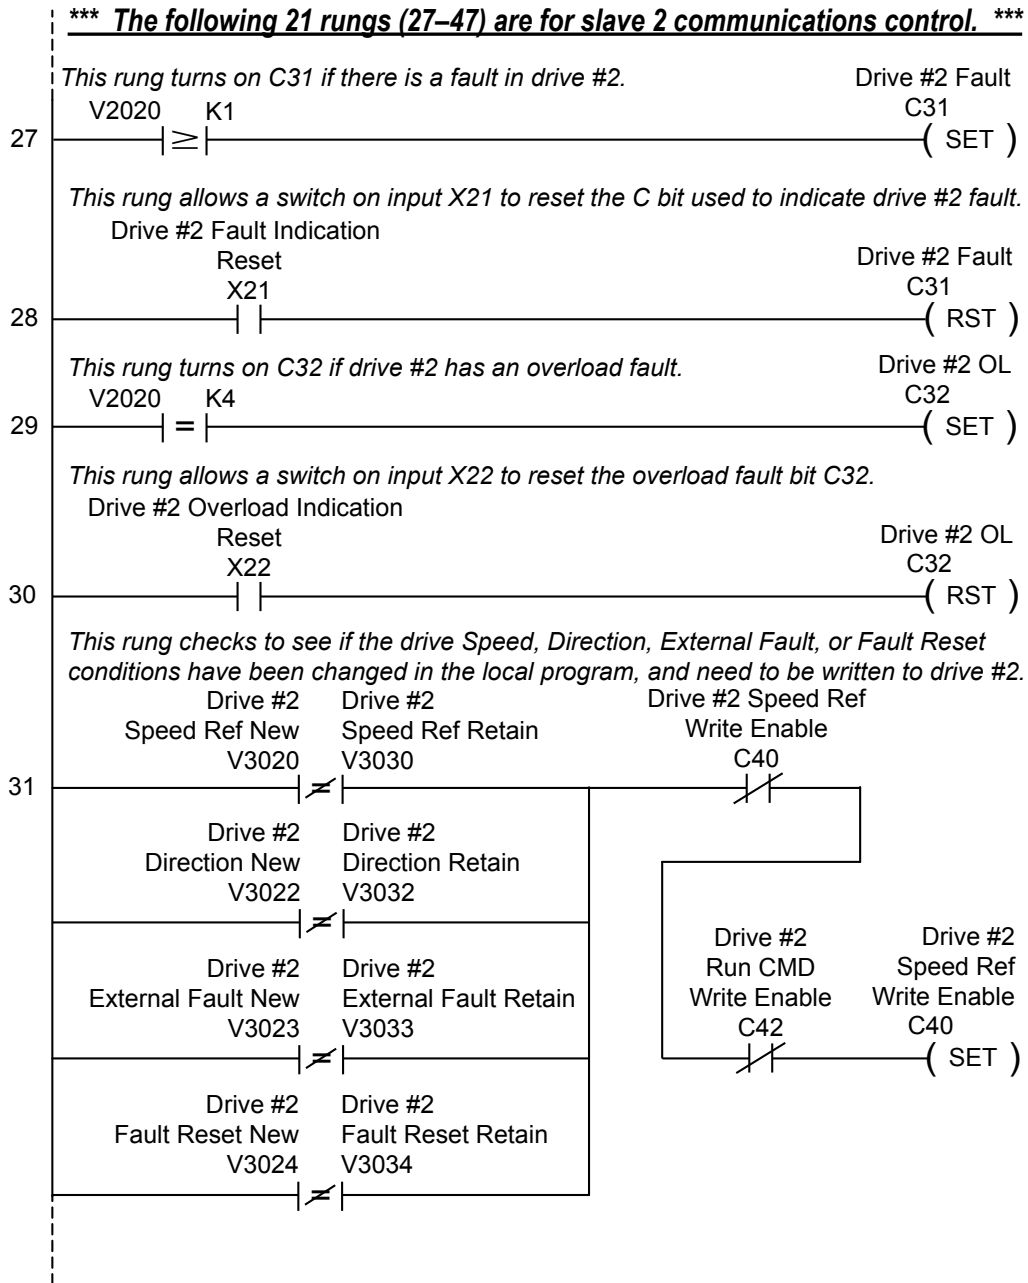 *** The following 21 rungs (27–47) are for slave 2 communications control. ***
This rung turns on C31 if there is a fault in drive #2.
Drive #2 Fault
V2020 K1
C31
27
≥
( SET )
This rung allows a switch on input X21 to reset the C bit used to indicate drive #2 fault.
Drive #2 Fault Indication
Reset
X21
Drive #2 Fault
C31
28
( RST )
This rung turns on C32 if drive #2 has an overload fault.
Drive #2 OL
V2020 K4
C32
29
=
( SET )
This rung allows a switch on input X22 to reset the overload fault bit C32.
Drive #2 Overload Indication
Reset
X22
Drive #2 OL
C32
30
( RST )
This rung checks to see if the drive Speed, Direction, External Fault, or Fault Reset
conditions have been changed in the local program, and need to be written to drive #2.
Drive #2 Drive #2
Speed Ref New Speed Ref Retain
V3020 V3030
Drive #2 Speed Ref
Write Enable
C40
31
≠
Drive #2 Drive #2
Direction New Direction Retain
V3022 V3032
≠
Drive #2 Drive #2
External Fault New External Fault Retain
V3023 V3033
≠
Drive #2
Run CMD
Write Enable
C42
Drive #2
Speed Ref
Write Enable
C40
( SET )
Drive #2 Drive #2
Fault Reset New Fault Reset Retain
V3024 V3034
≠